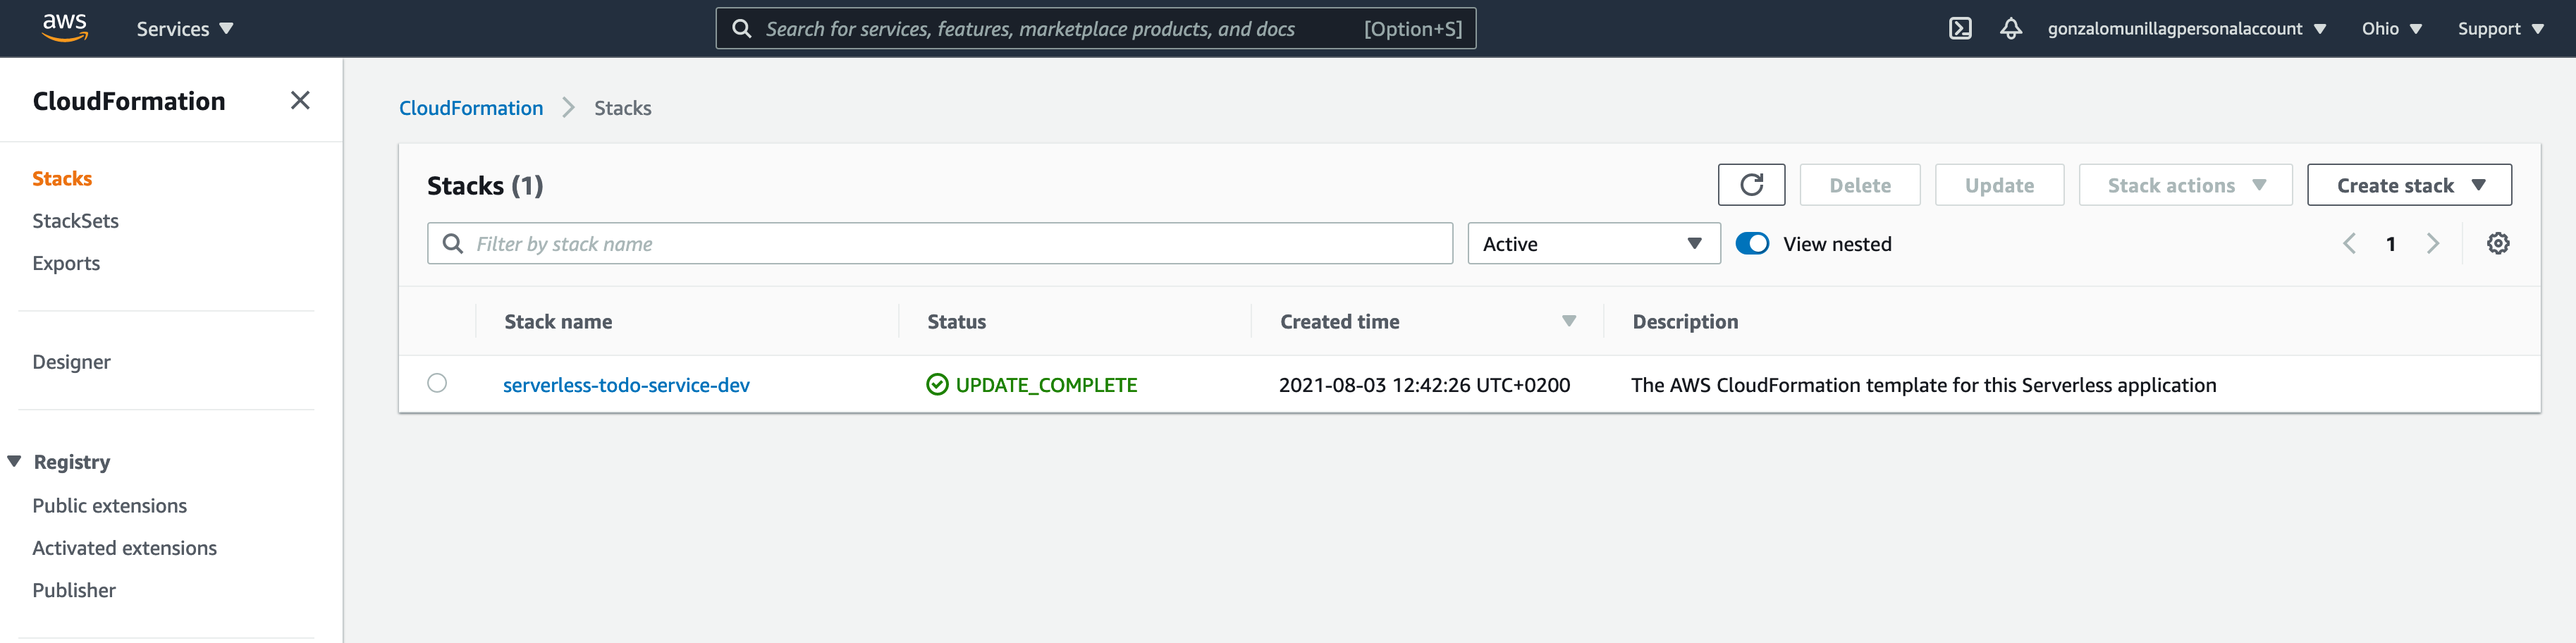 aws Services Search for services, features, marketplace products, and docs [Option+S] gonzalomunillagpersonalaccount Ohio Support
CloudFormation
Stacks
StackSets
Exports
Designer
Registry
Public extensions
Activated extensions
Publisher
CloudFormation Stacks
Stacks (1) Delete Update Stack actions Create stack
Filter by stack name Active View nested 1
Stack name Status Created time Description
serverless-todo-service-dev UPDATE_COMPLETE 2021-08-03 12:42:26 UTC+0200 The AWS CloudFormation template for this Serverless application